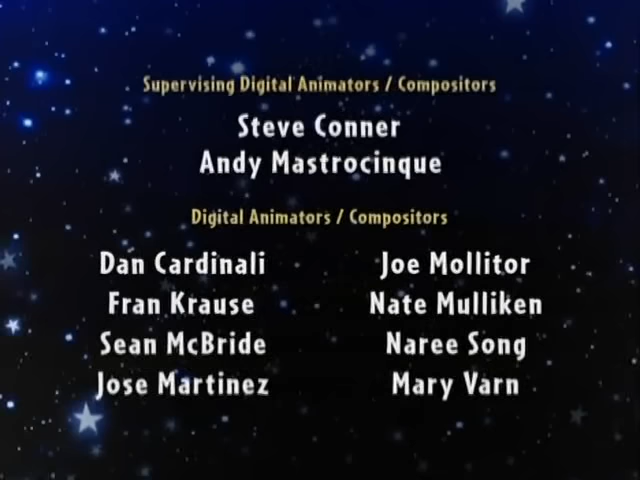 Supervising Digital Animators / Compositors
Steve Conner
Andy Mastrocinque
Digital Animators / Compositors
Dan Cardinali
Fran Krause
Sean McBride
Jose Martinez
Joe Mollitor
Nate Mulliken
Naree Song
Mary Varn